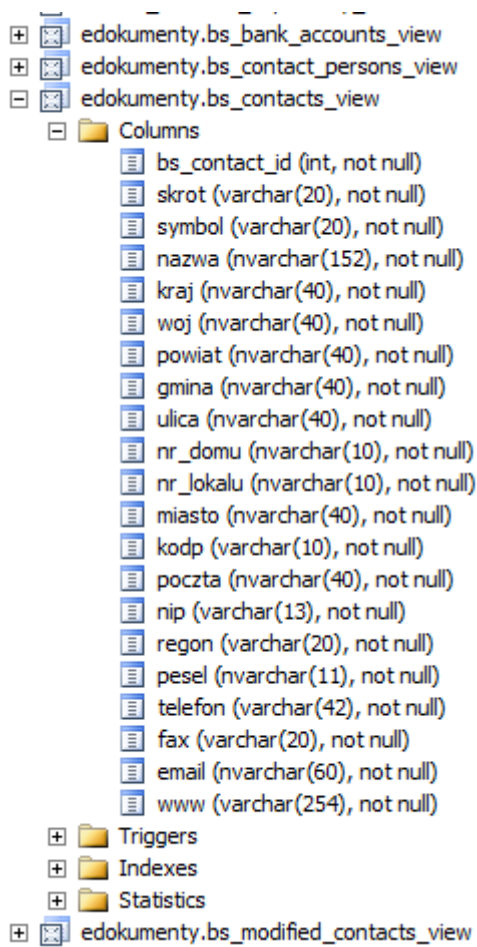 edokumenty.bs_bank_accounts_view
edokumenty.bs_contact_persons_view
edokumenty.bs_contacts_view
Columns
bs_contact_id (int, not null)
skrot (varchar(20), not null)
symbol (varchar(20), not null)
nazwa (nvarchar(152), not null)
kraj (nvarchar(40), not null)
woj (nvarchar(40), not null)
powiat (nvarchar(40), not null)
gmina (nvarchar(40), not null)
ulica (nvarchar(40), not null)
nr_domu (nvarchar(10), not null)
nr_lokalu (nvarchar(10), not null)
miasto (nvarchar(40), not null)
kodp (varchar(10), not null)
poczta (nvarchar(40), not null)
nip (varchar(13), not null)
regon (varchar(20), not null)
pesel (nvarchar(11), not null)
telefon (varchar(42), not null)
fax (varchar(20), not null)
email (nvarchar(60), not null)
www (varchar(254), not null)
Triggers
Indexes
Statistics
edokumenty.bs_modified_contacts_view